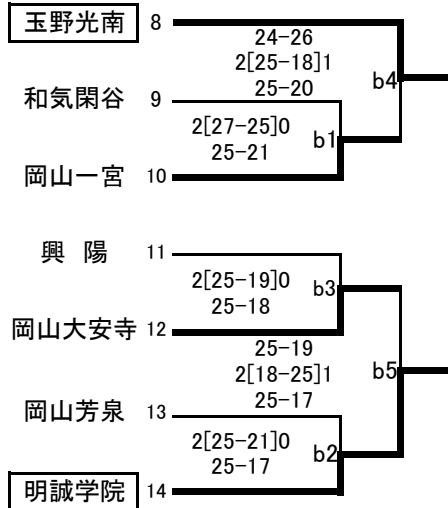 玉野光南 8
24-26
2[25-18]1
25-20
b4
和気閑谷 9
2[27-25]0
25-21
b1
岡山一宮 10
興 陽 11
2[25-19]0
25-18
b3
岡山大安寺 12
25-19
2[18-25]1
25-17
b5
岡山芳泉 13
2[25-21]0
25-17
b2
明誠学院 14